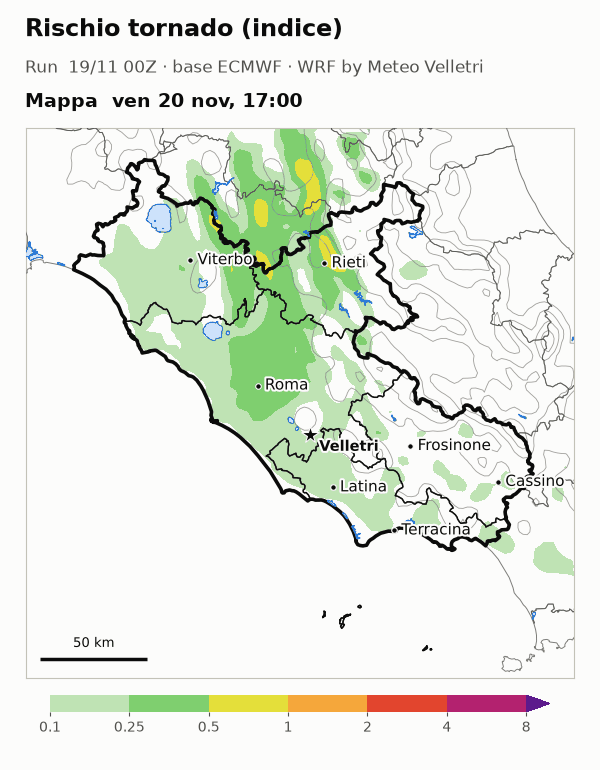 Rischio tornado (indice)
Run  19/11 00Z · base ECMWF · WRF by Meteo Velletri
Mappa  ven 20 nov, 17:00
Viterbo
Rieti
Roma
Velletri
Frosinone
Cassino
Latina
Terracina
50 km
0.1 0.25 0.5 1 2 4 8